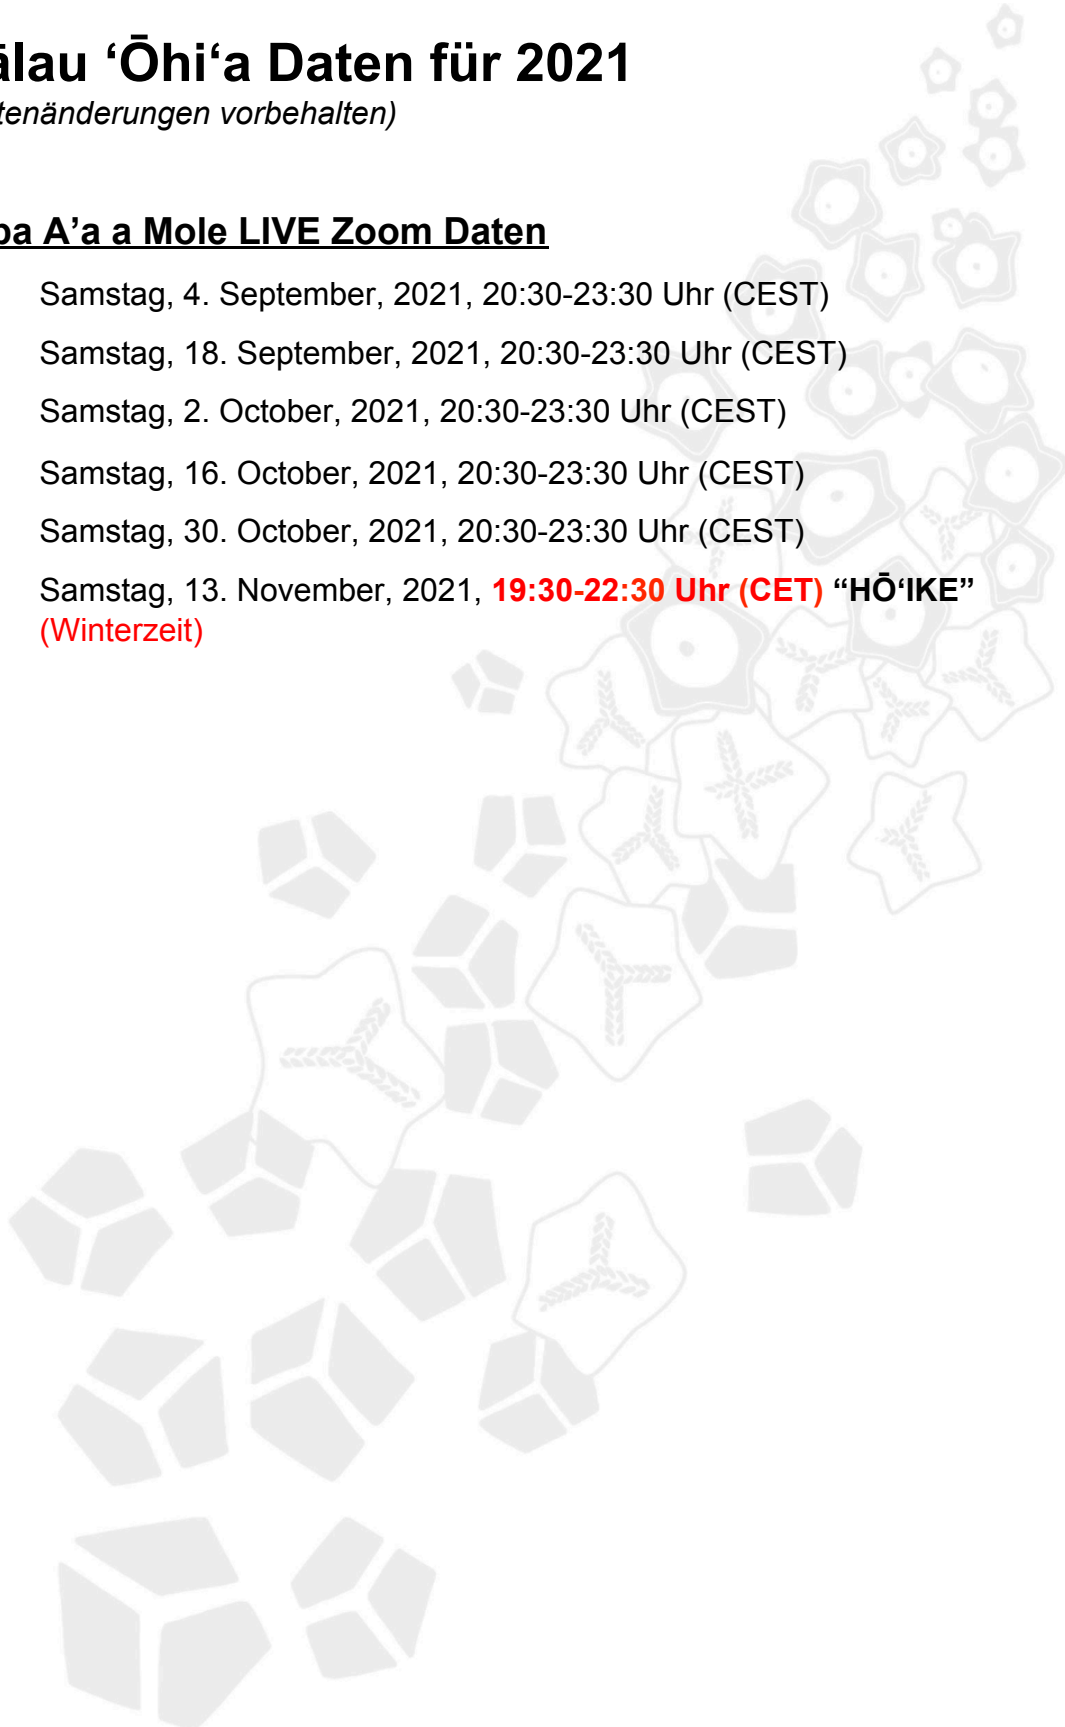 ālau ʻŌhiʻa Daten für 2021
tenänderungen vorbehalten)
pa A’a a Mole LIVE Zoom Daten
Samstag, 4. September, 2021, 20:30-23:30 Uhr (CEST)
Samstag, 18. September, 2021, 20:30-23:30 Uhr (CEST)
Samstag, 2. October, 2021, 20:30-23:30 Uhr (CEST)
Samstag, 16. October, 2021, 20:30-23:30 Uhr (CEST)
Samstag, 30. October, 2021, 20:30-23:30 Uhr (CEST)
Samstag, 13. November, 2021, 19:30-22:30 Uhr (CET) “HŌʻIKE”
(Winterzeit)